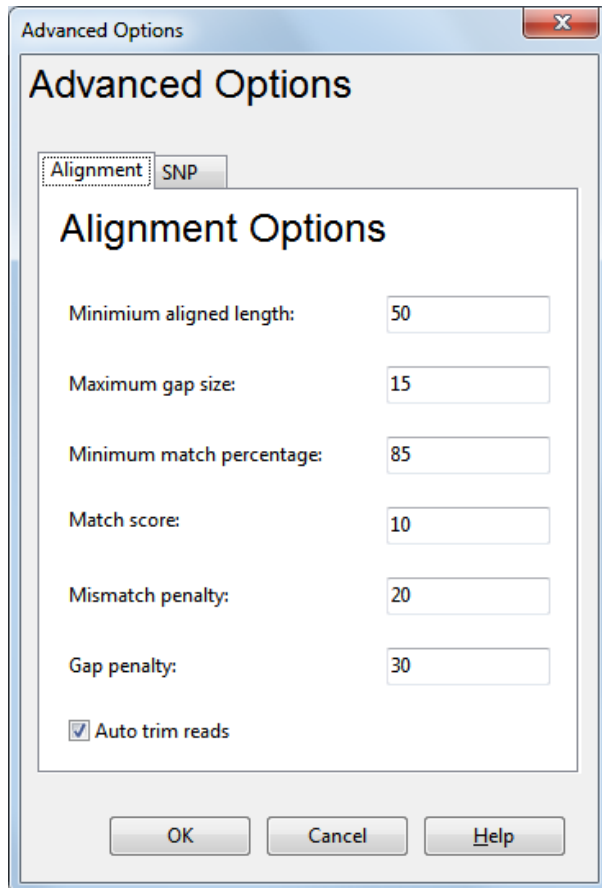 Advanced Options
Advanced Options
Alignment SNP
Alignment Options
Minimium aligned length: 50
Maximum gap size: 15
Minimum match percentage: 85
Match score: 10
Mismatch penalty: 20
Gap penalty: 30
Auto trim reads
OK Cancel Help